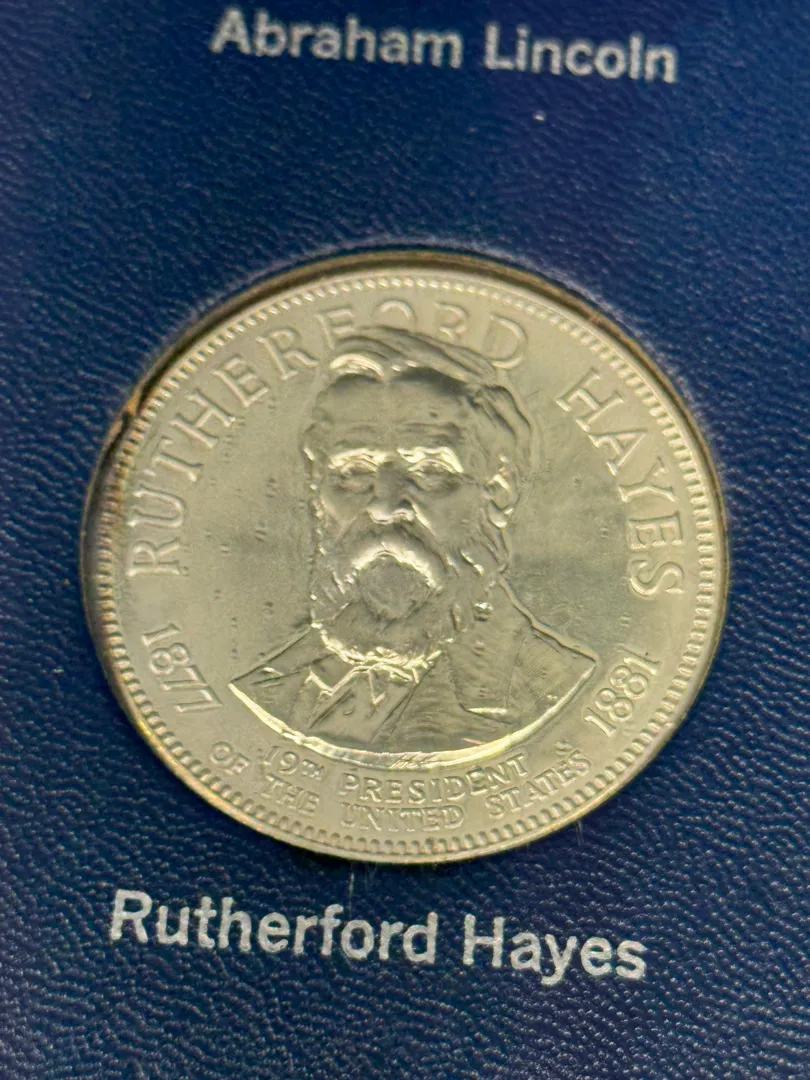 Abraham Lincoln
RUTHERFORD HAYES
1877
1881
19TH PRESIDENT
OF THE UNITED STATES
Rutherford Hayes